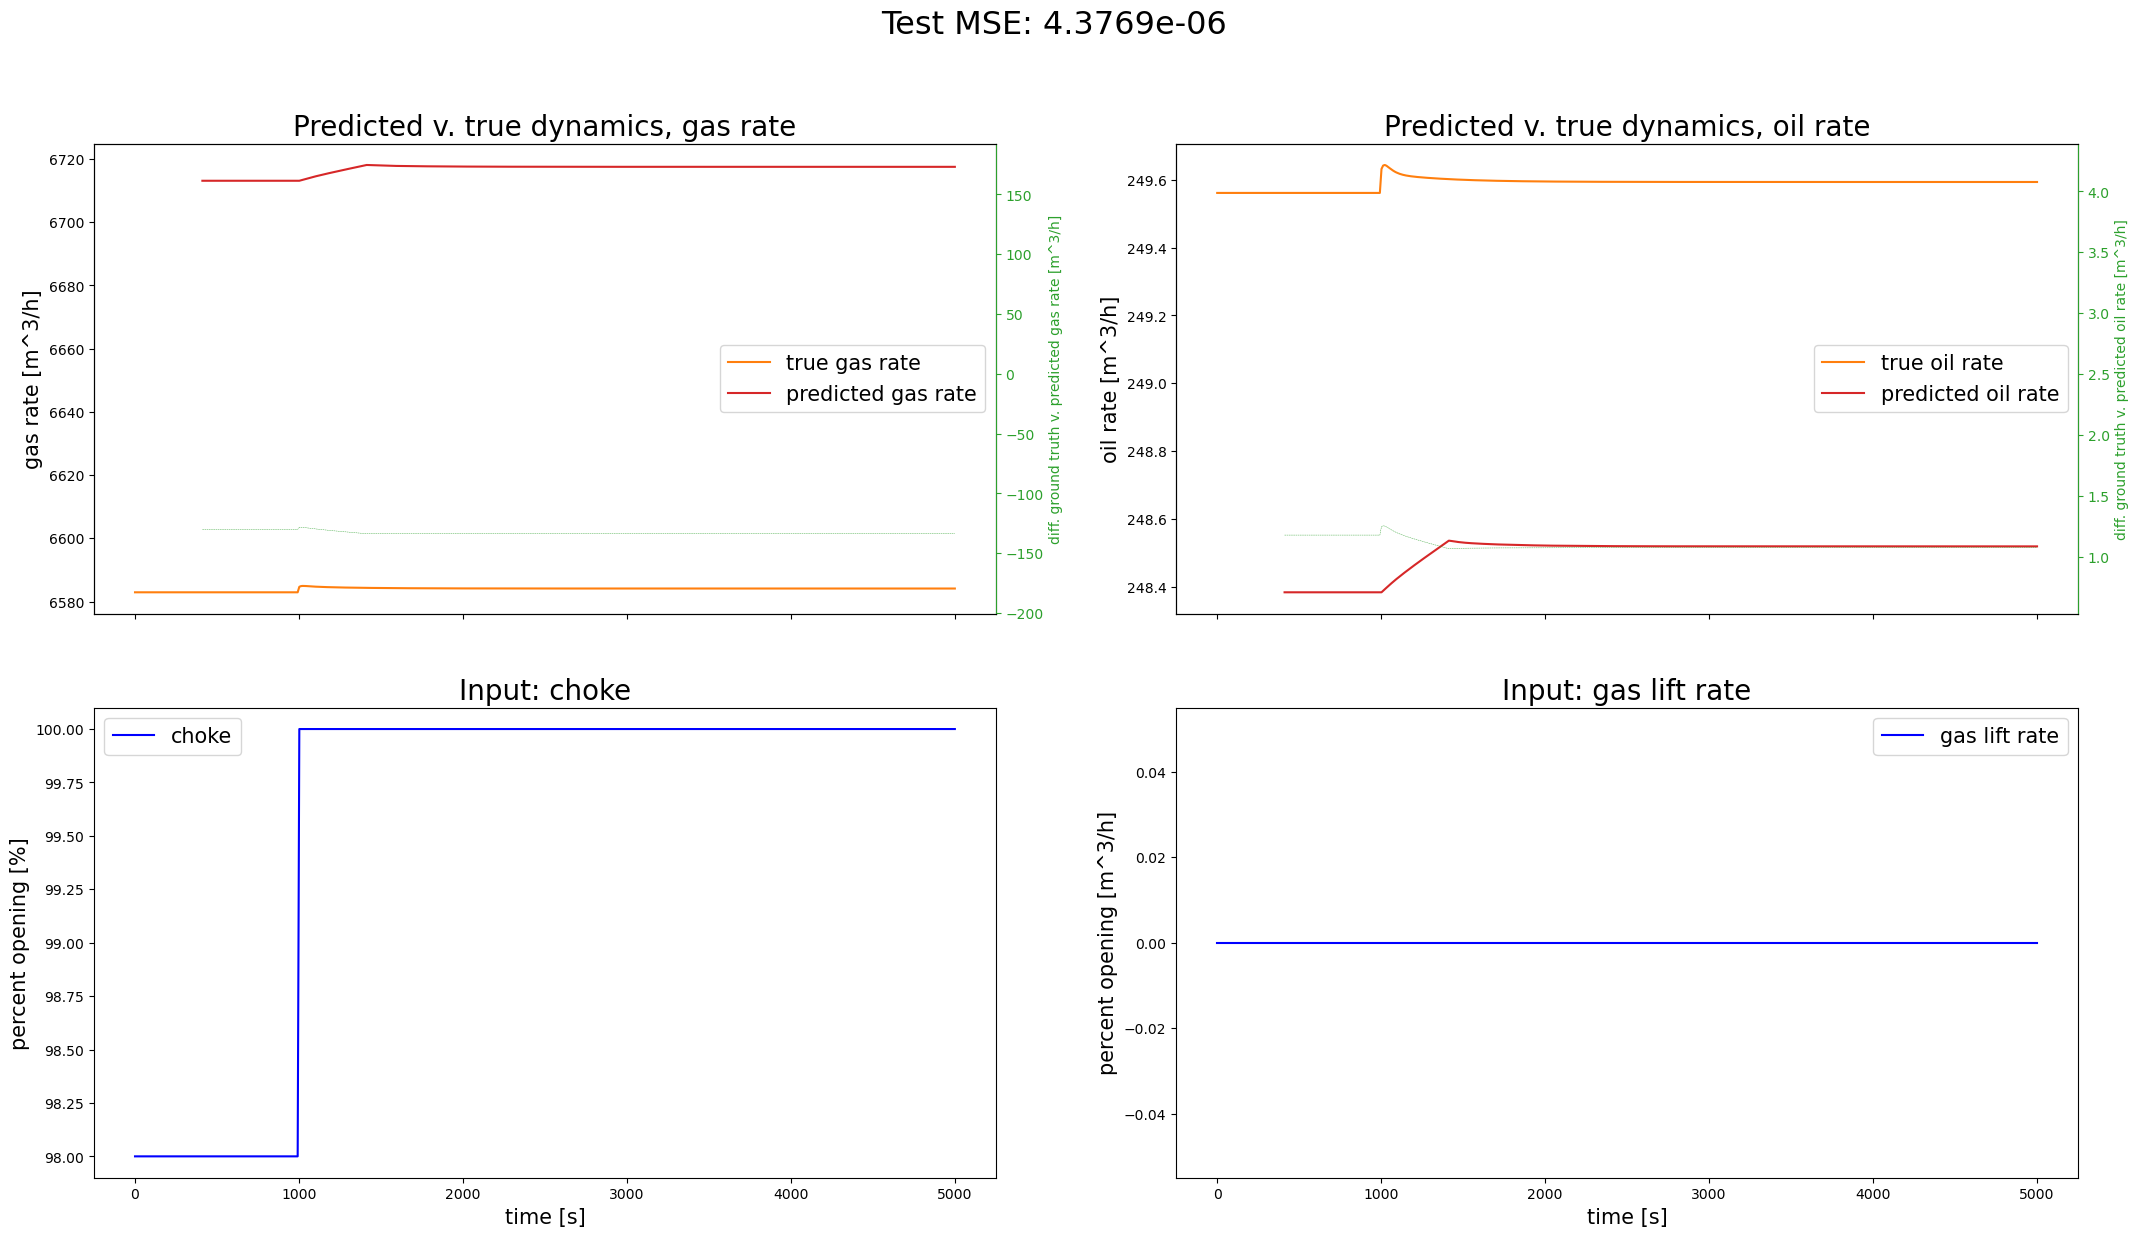 Test MSE: 4.3769e-06
Predicted v. true dynamics, gas rate
6720
6700
6680
6660
6640
6620
6600
6580
gas rate [m^3/h]
150
100
50
0
−50
−100
−150
−200
diff. ground truth v. predicted gas rate [m^3/h]
true gas rate
predicted gas rate
Predicted v. true dynamics, oil rate
249.6
249.4
249.2
249.0
248.8
248.6
248.4
oil rate [m^3/h]
4.0
3.5
3.0
2.5
2.0
1.5
1.0
diff. ground truth v. predicted oil rate [m^3/h]
true oil rate
predicted oil rate
Input: choke
choke
100.00
99.75
99.50
99.25
99.00
98.75
98.50
98.25
98.00
percent opening [%]
0
1000
2000
3000
4000
5000
time [s]
Input: gas lift rate
gas lift rate
0.04
0.02
0.00
−0.02
−0.04
percent opening [m^3/h]
0
1000
2000
3000
4000
5000
time [s]